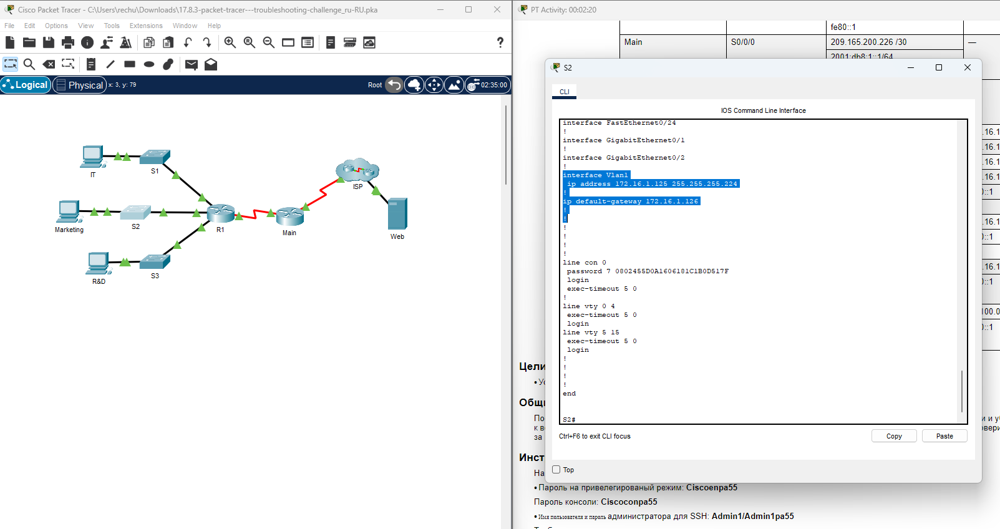 Cisco Packet Tracer - C:\Users\rechu\Downloads\17.8.3-packet-tracer---troubleshooting-challenge_ru-RU.pka
File Edit Options View Tools Extensions Window Help
Logical Physical x: 3, y: 79 Root 02:35:00
IT
S1
Marketing
S2
R&D
S3
R1
Main
ISP
Web
PT Activity: 00:02:20
fe80::1
Main S0/0/0 209.165.200.226 /30 —
2001:db8:1::1/64
S2
CLI
IOS Command Line Interface
interface FastEthernet0/24
!
interface GigabitEthernet0/1
!
interface GigabitEthernet0/2
!
interface Vlan1
ip address 172.16.1.125 255.255.255.224
!
ip default-gateway 172.16.1.126
!
!
!
!
!
!
line con 0
password 7 0802455D0A1606181C1B0D517F
login
exec-timeout 5 0
!
line vty 0 4
exec-timeout 5 0
login
line vty 5 15
exec-timeout 5 0
login
!
!
!
!
end
S2#
Ctrl+F6 to exit CLI focus
Copy Paste
Top
.16.1
.16.1
.16.1
.16.1
::1
.16.1
::1
.16.1
::1
100.0
::1
Цели
• Ус
Общ
По
к в
за
и и у
овери
Инст
На
• Пароль на привелегированый режим: Ciscoenpa55
Пароль консоли: Ciscoconpa55
• Имя пользователя и пароль администратора для SSH: Admin1/Admin1pa55